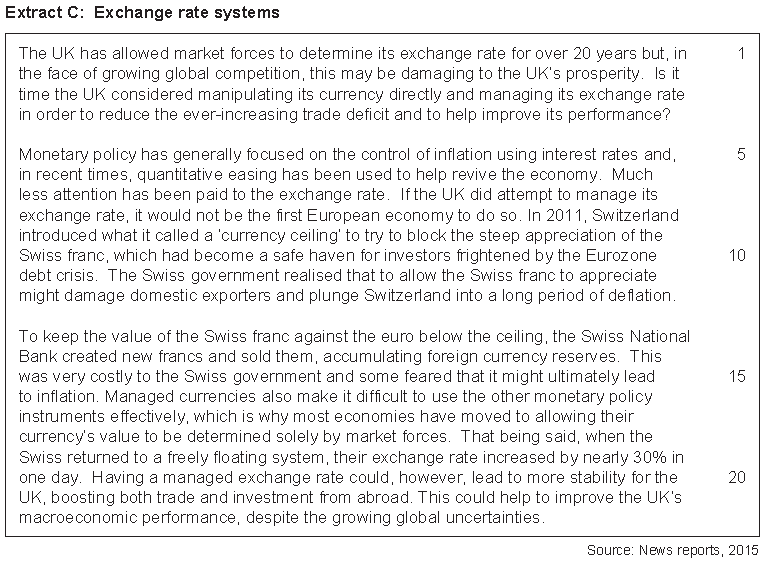 Extract C:  Exchange rate systems
The UK has allowed market forces to determine its exchange rate for over 20 years but, in 1
the face of growing global competition, this may be damaging to the UK's prosperity.  Is it
time the UK considered manipulating its currency directly and managing its exchange rate
in order to reduce the ever-increasing trade deficit and to help improve its performance?
Monetary policy has generally focused on the control of inflation using interest rates and, 5
in recent times, quantitative easing has been used to help revive the economy.  Much
less attention has been paid to the exchange rate.  If the UK did attempt to manage its
exchange rate, it would not be the first European economy to do so. In 2011, Switzerland
introduced what it called a 'currency ceiling' to try to block the steep appreciation of the
Swiss franc, which had become a safe haven for investors frightened by the Eurozone 10
debt crisis.  The Swiss government realised that to allow the Swiss franc to appreciate
might damage domestic exporters and plunge Switzerland into a long period of deflation.
To keep the value of the Swiss franc against the euro below the ceiling, the Swiss National
Bank created new francs and sold them, accumulating foreign currency reserves.  This
was very costly to the Swiss government and some feared that it might ultimately lead 15
to inflation. Managed currencies also make it difficult to use the other monetary policy
instruments effectively, which is why most economies have moved to allowing their
currency's value to be determined solely by market forces.  That being said, when the
Swiss returned to a freely floating system, their exchange rate increased by nearly 30% in
one day.  Having a managed exchange rate could, however, lead to more stability for the 20
UK, boosting both trade and investment from abroad. This could help to improve the UK's
macroeconomic performance, despite the growing global uncertainties.
Source: News reports, 2015